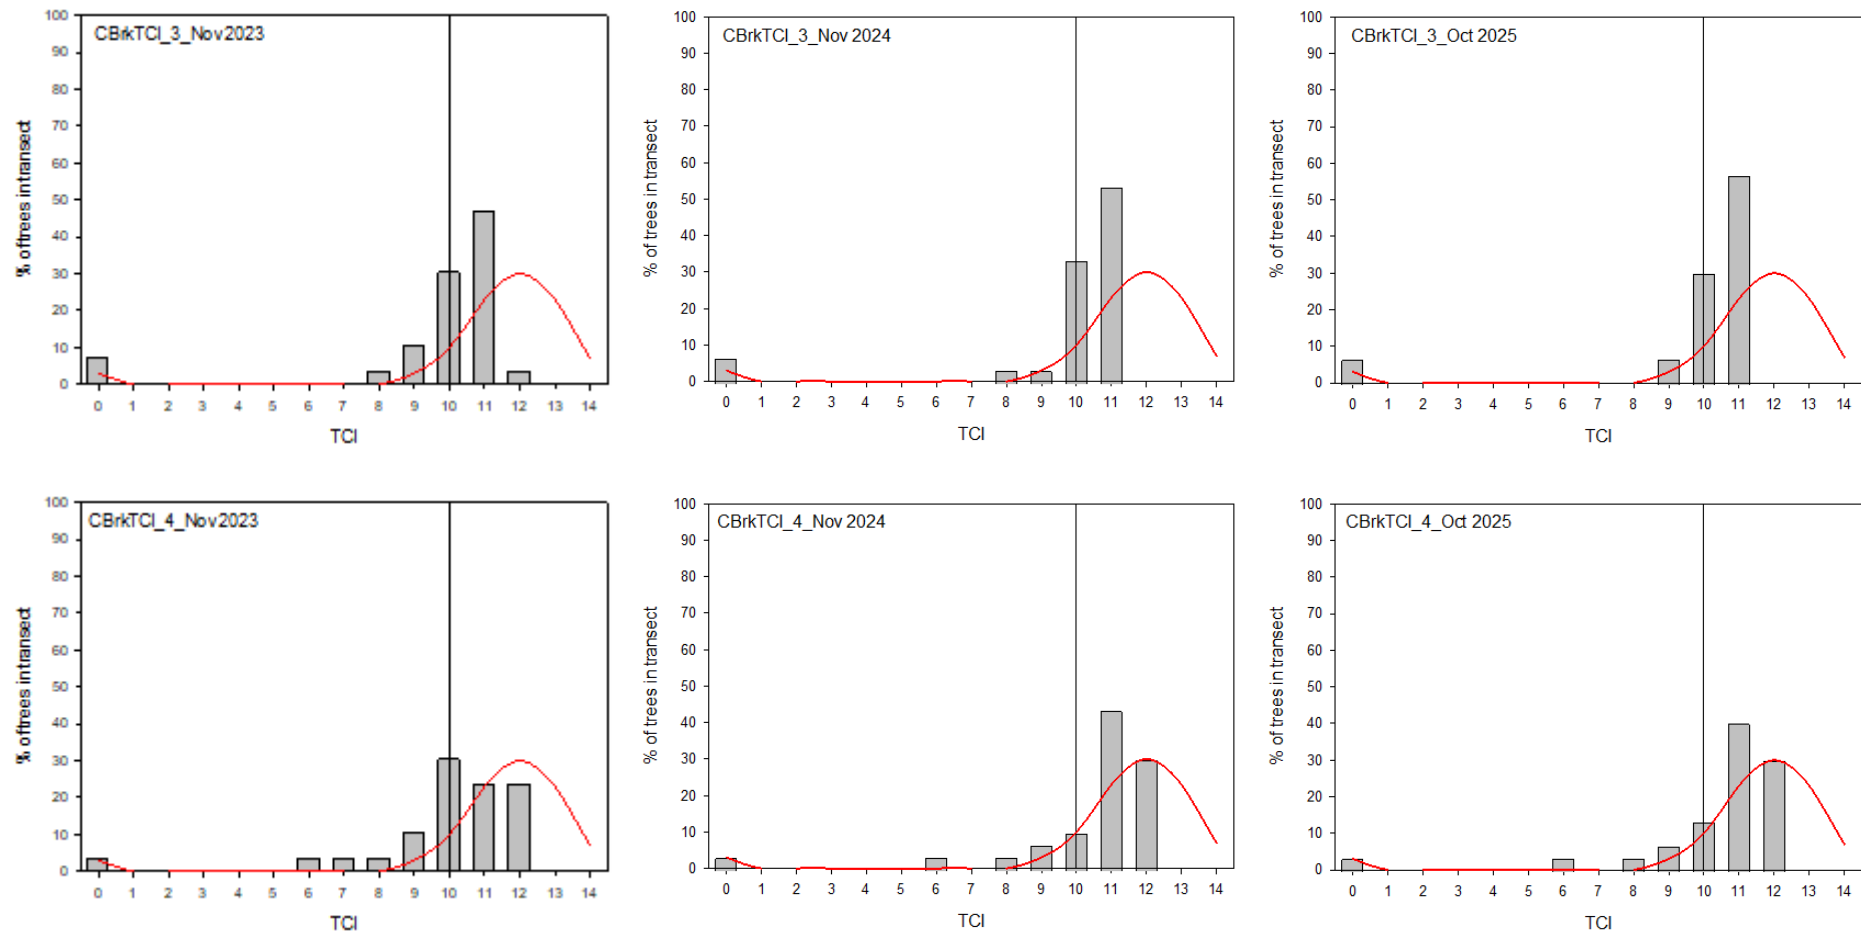 CBrkTCI_3_Nov2023
% of trees in transect
100
90
80
70
60
50
40
30
20
10
0
0 1 2 3 4 5 6 7 8 9 10 11 12 13 14
TCI
CBrkTCI_3_Nov 2024
% of trees in transect
100
90
80
70
60
50
40
30
20
10
0
0 1 2 3 4 5 6 7 8 9 10 11 12 13 14
TCI
CBrkTCI_3_Oct 2025
% of trees in transect
100
90
80
70
60
50
40
30
20
10
0
0 1 2 3 4 5 6 7 8 9 10 11 12 13 14
TCI
CBrkTCI_4_Nov2023
% of trees in transect
100
90
80
70
60
50
40
30
20
10
0
0 1 2 3 4 5 6 7 8 9 10 11 12 13 14
TCI
CBrkTCI_4_Nov 2024
% of trees in transect
100
90
80
70
60
50
40
30
20
10
0
0 1 2 3 4 5 6 7 8 9 10 11 12 13 14
TCI
CBrkTCI_4_Oct 2025
% of trees in transect
100
90
80
70
60
50
40
30
20
10
0
0 1 2 3 4 5 6 7 8 9 10 11 12 13 14
TCI